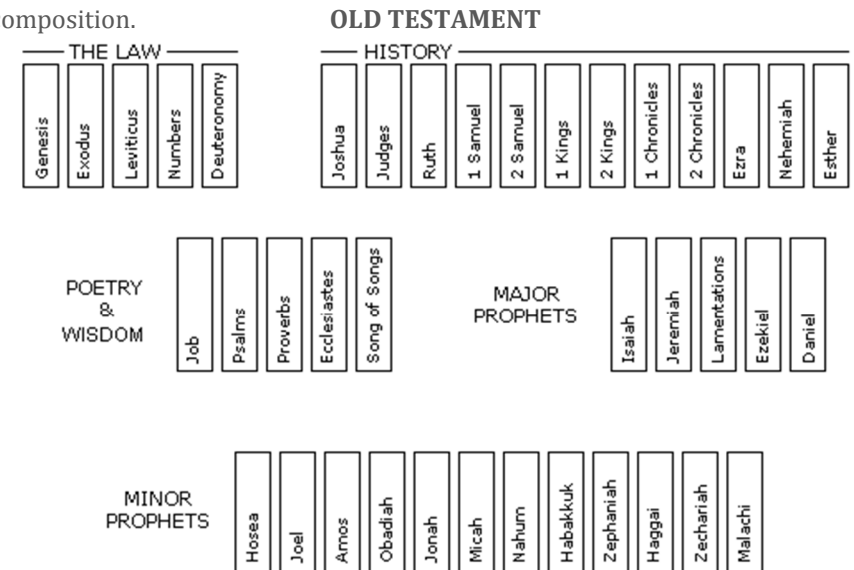 composition.
OLD TESTAMENT
THE LAW
HISTORY
Genesis
Exodus
Leviticus
Numbers
Deuteronomy
Joshua
Judges
Ruth
1 Samuel
2 Samuel
1 Kings
2 Kings
1 Chronicles
2 Chronicles
Ezra
Nehemiah
Esther
POETRY
&
WISDOM
Job
Psalms
Proverbs
Ecclesiastes
Song of Songs
MAJOR
PROPHETS
Isaiah
Jeremiah
Lamentations
Ezekiel
Daniel
MINOR
PROPHETS
Hosea
Joel
Amos
Obadiah
Jonah
Micah
Nahum
Habakkuk
Zephaniah
Haggai
Zechariah
Malachi